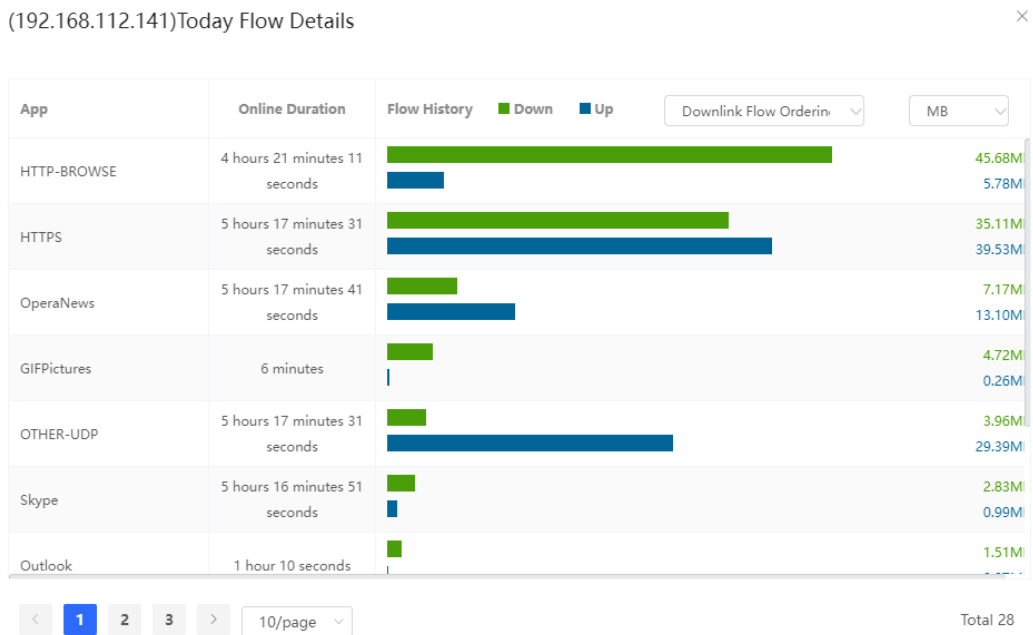 (192.168.112.141)Today Flow Details
App Online Duration Flow History Down Up Downlink Flow Ordering MB
HTTP-BROWSE
4 hours 21 minutes 11
seconds
45.68M
5.78M
HTTPS
5 hours 17 minutes 31
seconds
35.11M
39.53M
OperaNews
5 hours 17 minutes 41
seconds
7.17M
13.10M
GIFPictures
6 minutes
4.72M
0.26M
OTHER-UDP
5 hours 17 minutes 31
seconds
3.96M
29.39M
Skype
5 hours 16 minutes 51
seconds
2.83M
0.99M
Outlook
1 hour 10 seconds
1.51M
1 2 3 10/page Total 28